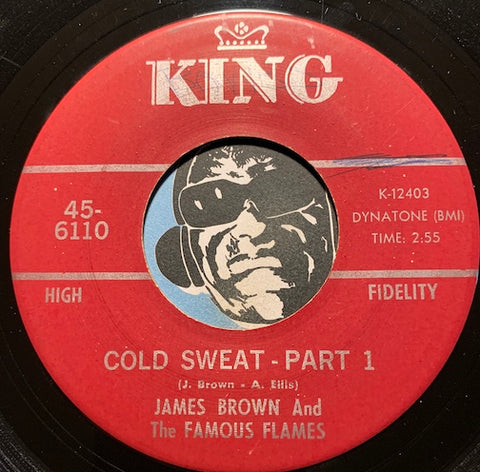 KING
45-
6110
K-12403
DYNATONE (BMI)
TIME: 2:55
HIGH
FIDELITY
COLD SWEAT - PART 1
(J. Brown - A. Ellis)
JAMES BROWN And
The FAMOUS FLAMES